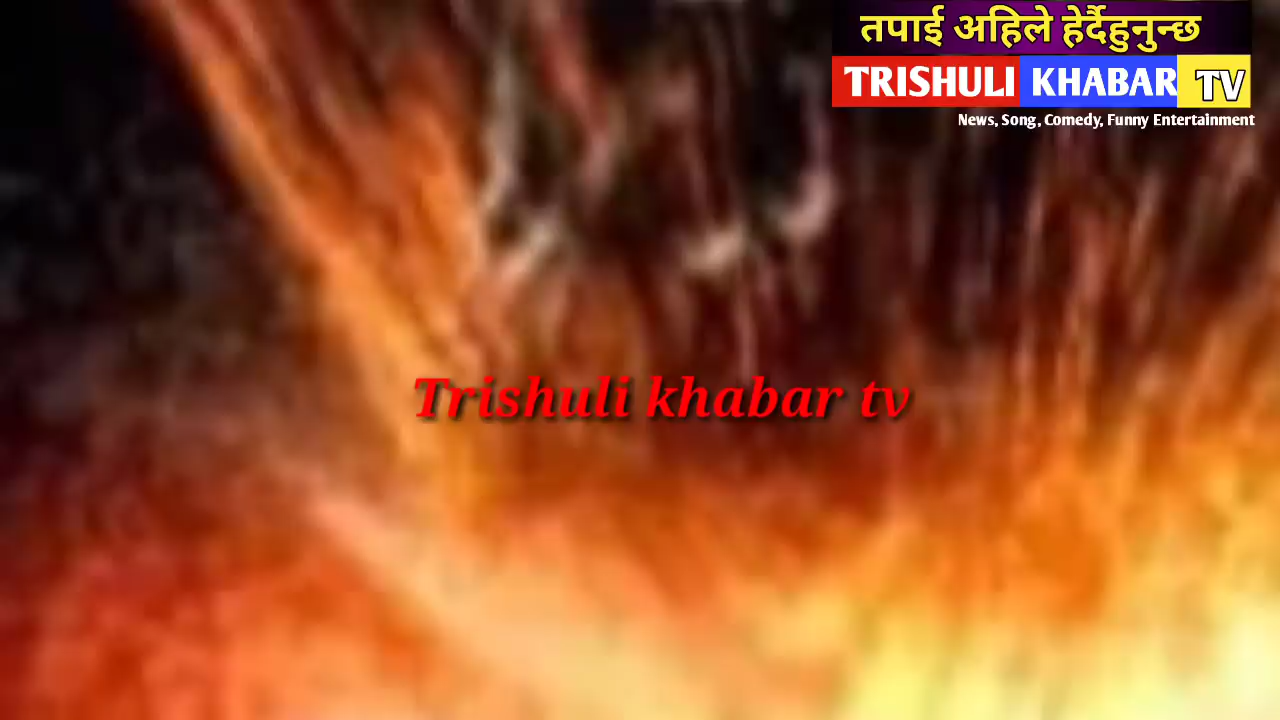 तपाई अहिले हेर्दैहुनुन्छ
TRISHULI KHABAR TV
News, Song, Comedy, Funny Entertainment
Trishuli khabar tv